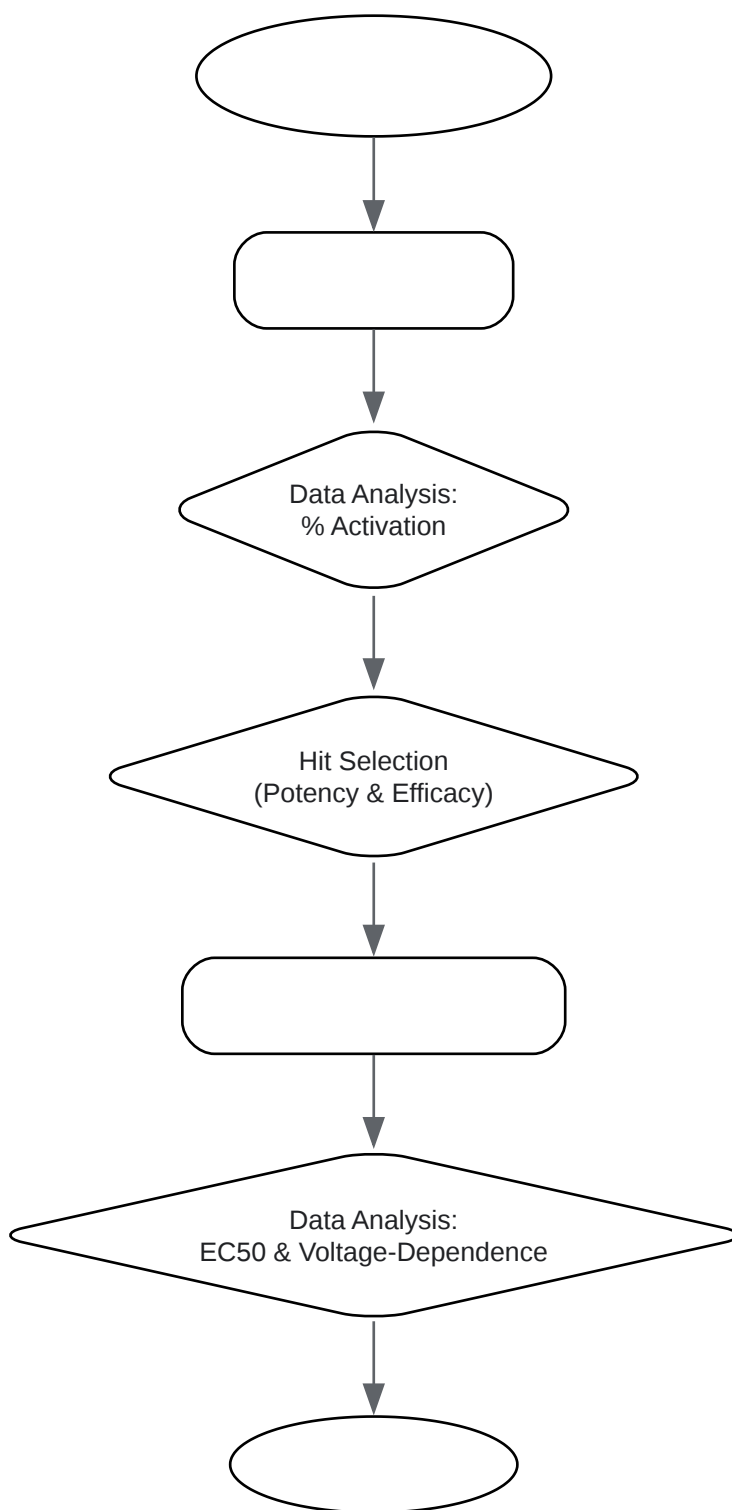 Data Analysis:
% Activation
Hit Selection
(Potency & Efficacy)
Data Analysis:
EC50 & Voltage-Dependence